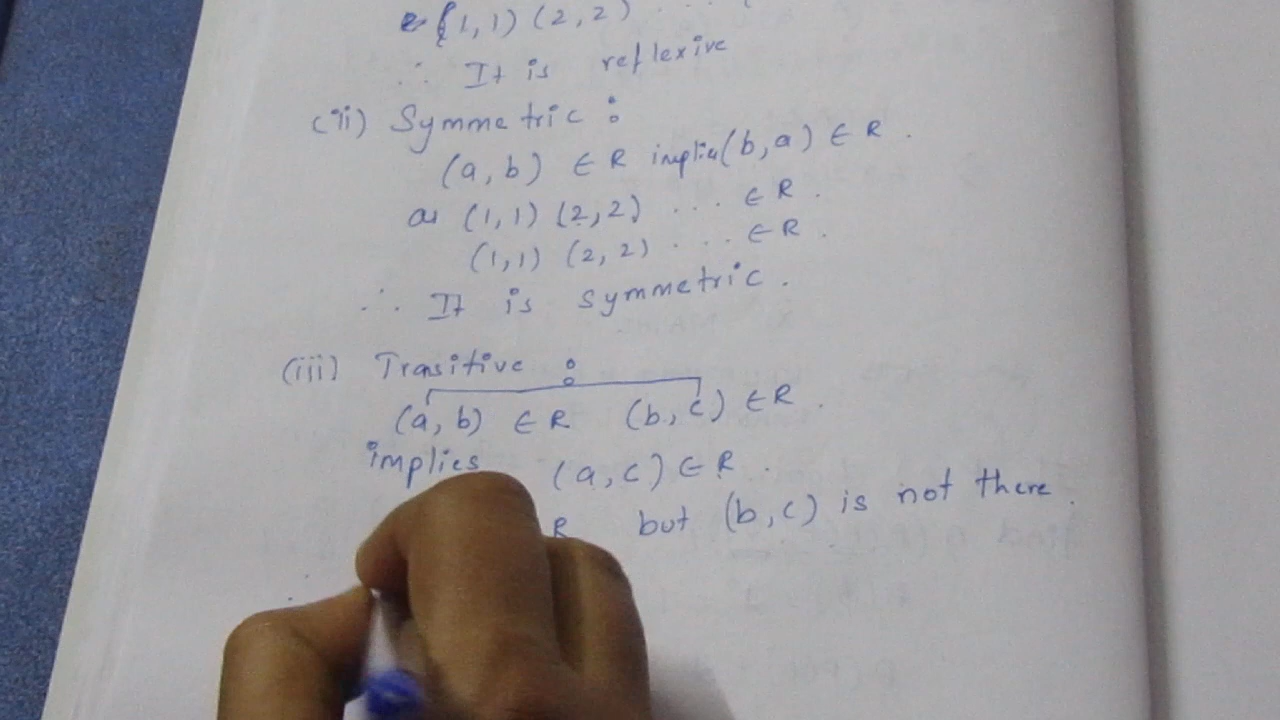 {1, 1) (2, 2) ...
∴ It is reflexive
(ii) Symmetric :
(a, b) ∈ R implies (b, a) ∈ R .
as (1, 1) (2, 2) ... ∈ R .
(1, 1) (2, 2) ... ∈ R .
∴ It is symmetric .
(iii) Trasitive :
(a, b) ∈ R (b, c) ∈ R .
implies (a, c) ∈ R .
R but (b, c) is not there .